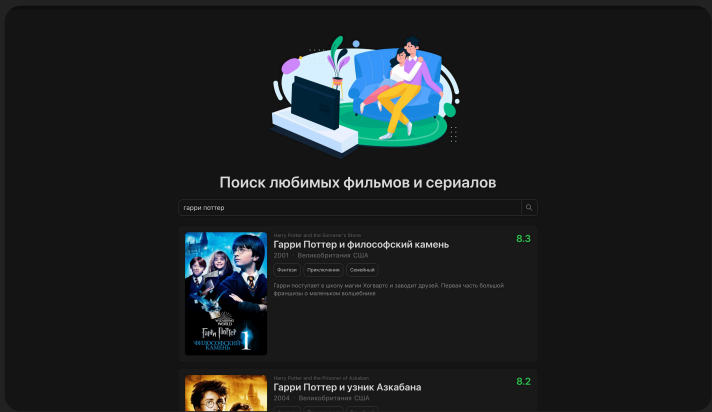 Поиск любимых фильмов и сериалов
гарри поттер
Harry Potter and the Sorcerer's Stone
8.3
Гарри Поттер и философский камень
2001 Великобритания США
Фэнтези Приключения Семейный
Гарри поступает в школу магии Хогвартс и заводит друзей. Первая часть большой
франшизы о маленьком волшебнике
WIZARDING
WORLD
Гарри Поттер
1
ФИЛОСОФСКИЙ
КАМЕНЬ
Harry Potter and the Prisoner of Azkaban
8.2
Гарри Поттер и узник Азкабана
2004 Великобритания США